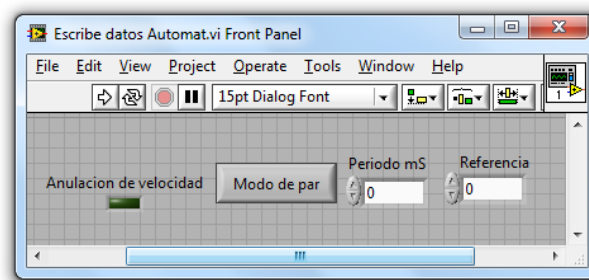 Escribe datos Automat.vi Front Panel
File Edit View Project Operate Tools Window Help
15pt Dialog Font
1
Anulacion de velocidad
Modo de par
Periodo mS
0
Referencia
0